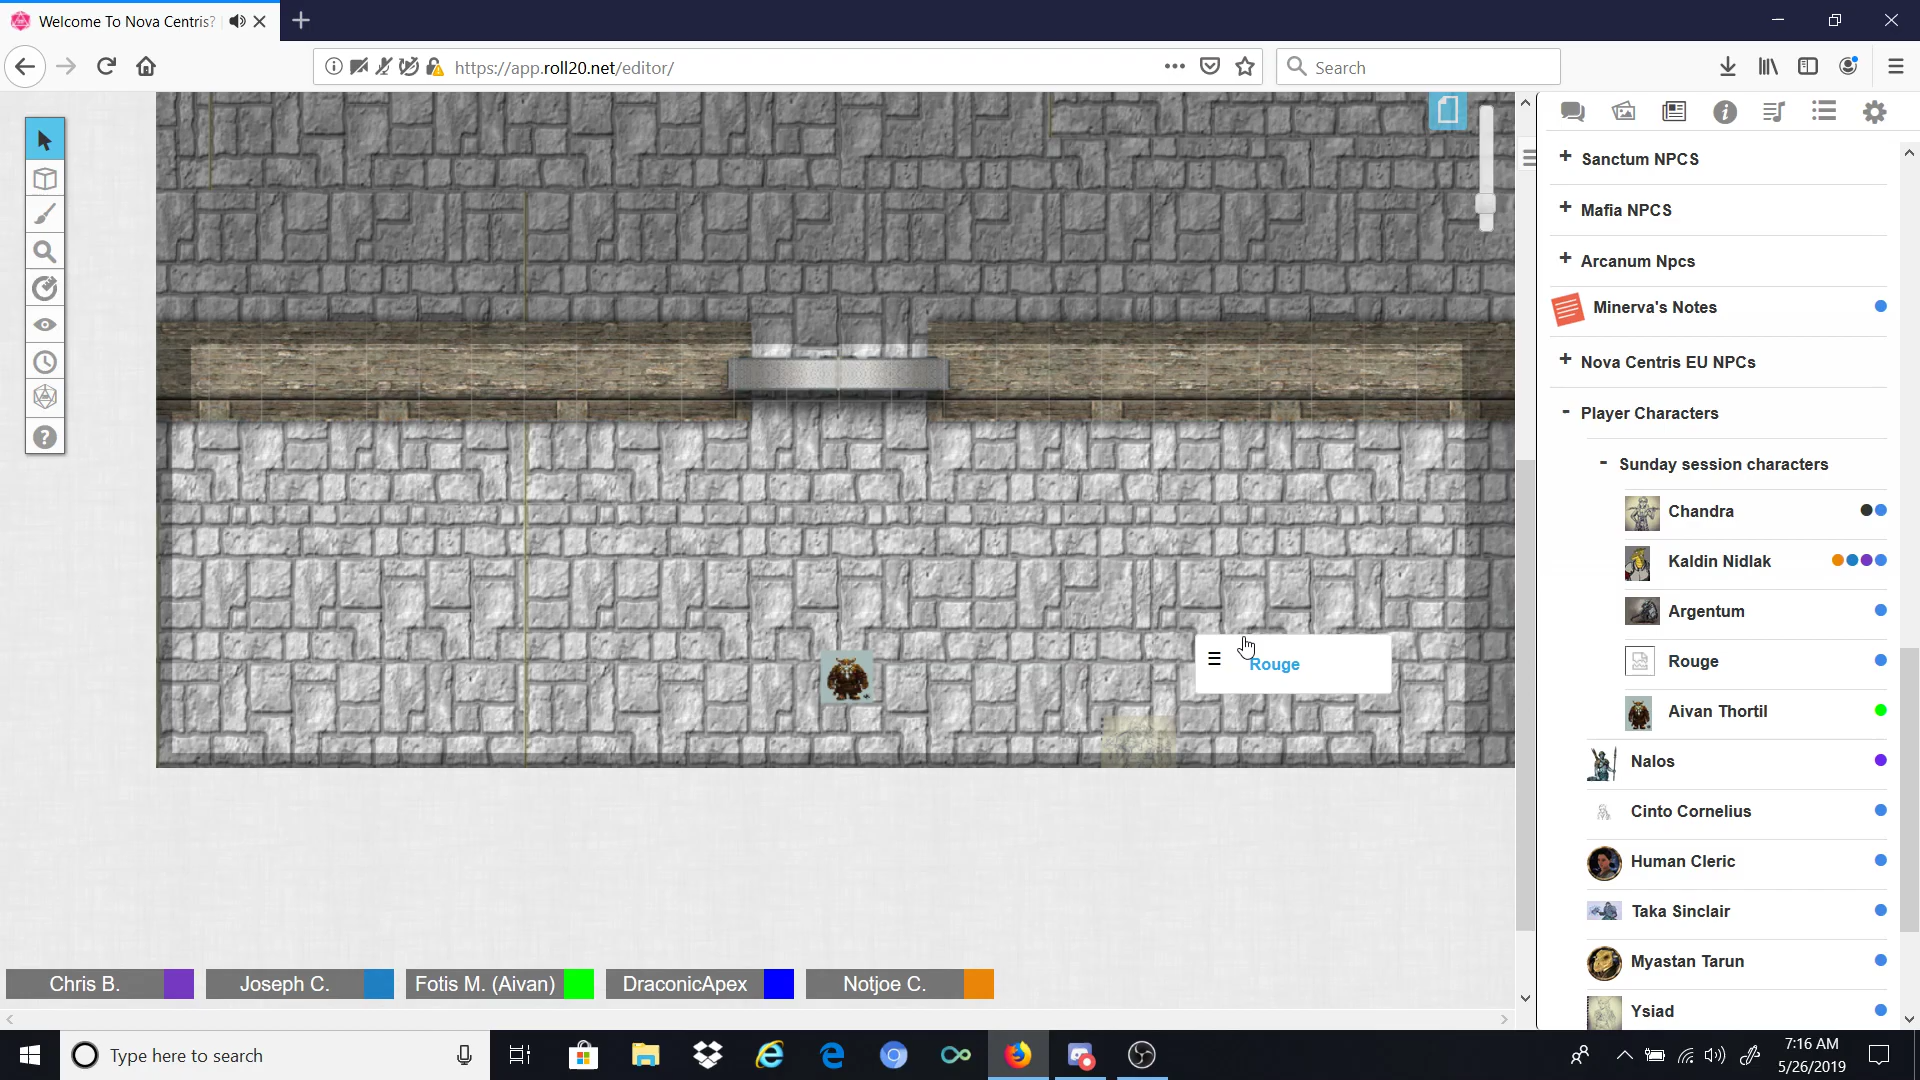 Welcome To Nova Centris?
https://app.roll20.net/editor/
Search
Sanctum NPCS
Mafia NPCS
Arcanum Npcs
Minerva's Notes
Nova Centris EU NPCs
Player Characters
Sunday session characters
Chandra
Kaldin Nidlak
Argentum
Rouge
Rouge
Aivan Thortil
Nalos
Cinto Cornelius
Human Cleric
Taka Sinclair
Myastan Tarun
Ysiad
Chris B.
Joseph C.
Fotis M. (Aivan)
DraconicApex
Notjoe C.
Type here to search
7:16 AM
5/26/2019